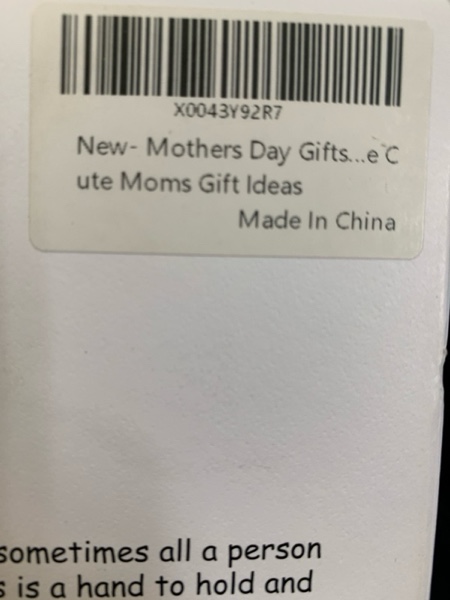 X0043Y92R7
New- Mothers Day Gifts...e C
ute Moms Gift Ideas
Made In China
sometimes all a person
s is a hand to hold and